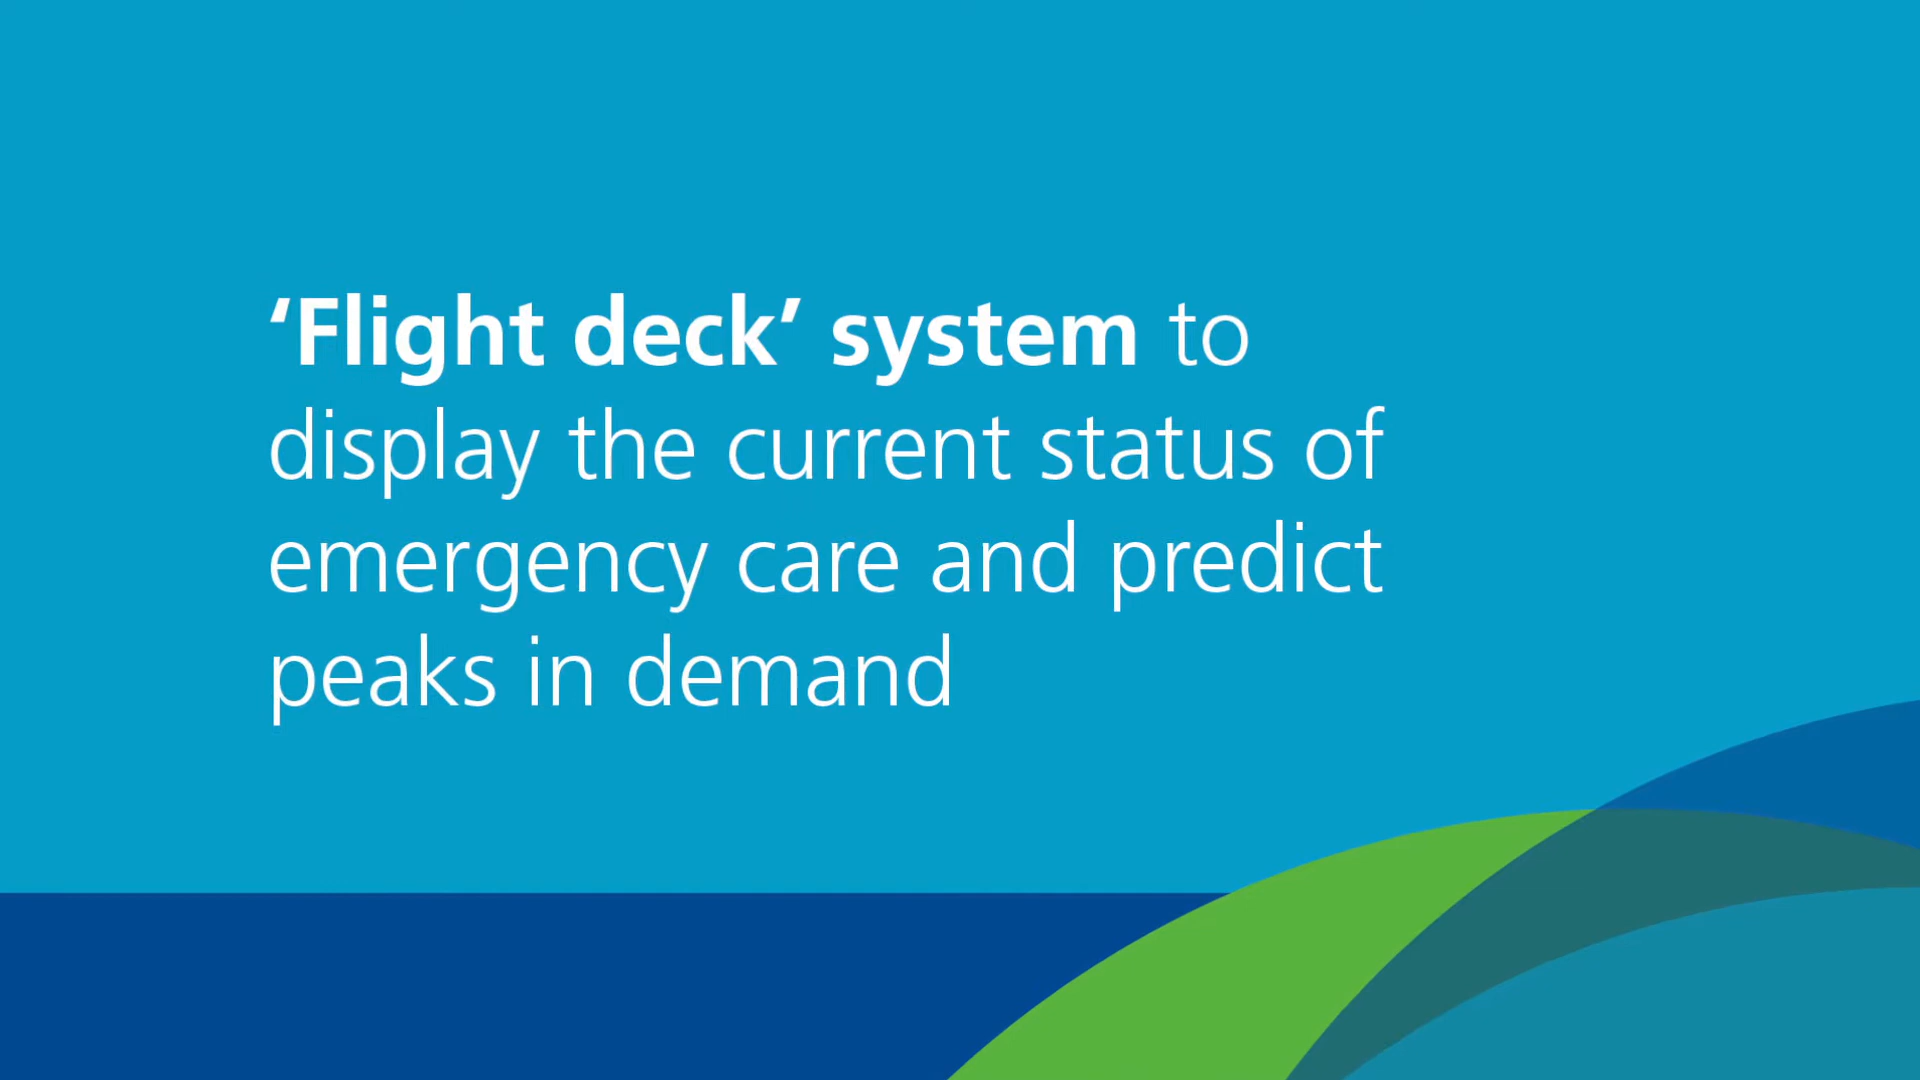 ‘Flight deck’ system to
display the current status of
emergency care and predict
peaks in demand